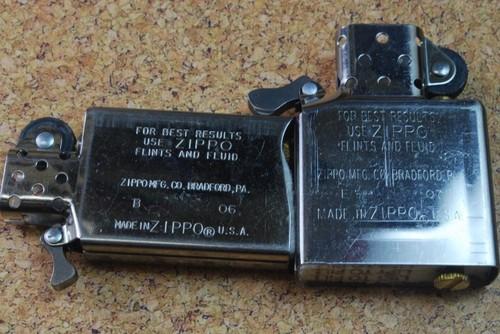 FOR BEST RESULTS
USE ZIPPO
FLINTS AND FLUID
ZIPPO MFG. CO. BRADFORD, PA.
B 06
MADE IN ZIPPO® U.S.A.
FOR BEST RESULTS
USE ZIPPO
FLINTS AND FLUID
ZIPPO MFG. CO. BRADFORD, PA
E 07
MADE IN ZIPPO U.S.A.